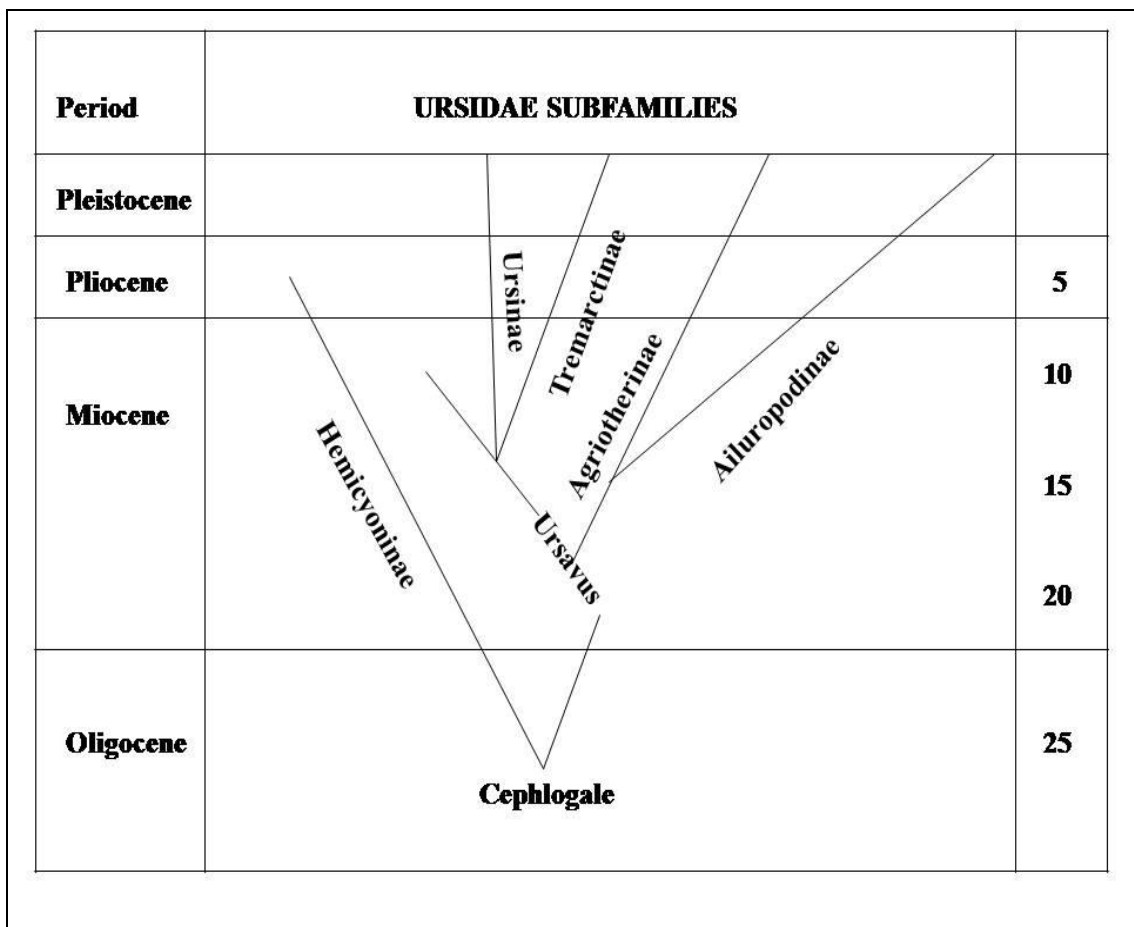 Period
URSIDAE SUBFAMILIES
Pleistocene
Pliocene
5
Ursinae
Tremarctinae
Miocene
10
Hemicyoninae
Agriotherinae
Ailuropodinae
15
Ursavus
20
Oligocene
25
Cephlogale